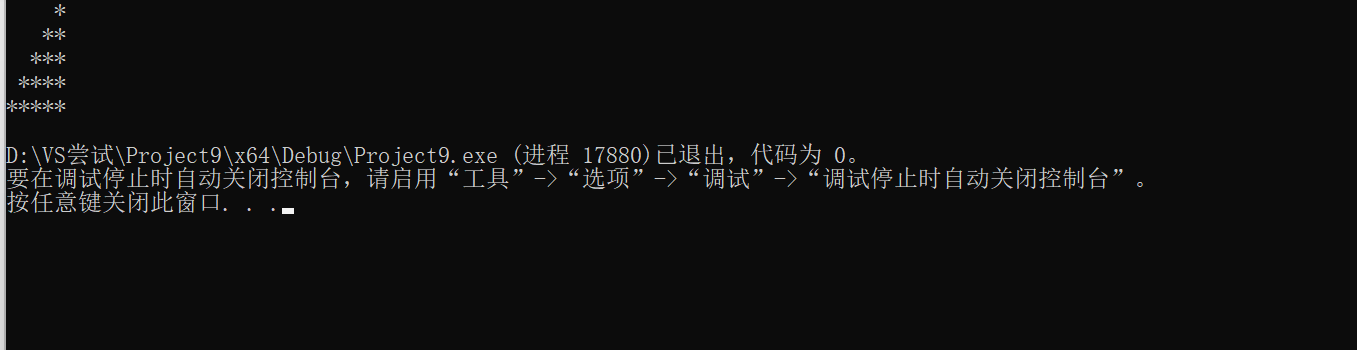 *
   **
  ***
 ****
*****
D:\VS尝试\Project9\x64\Debug\Project9.exe (进程 17880)已退出，代码为 0。
要在调试停止时自动关闭控制台，请启用“工具”->“选项”->“调试”->“调试停止时自动关闭控制台”。
按任意键关闭此窗口. . .